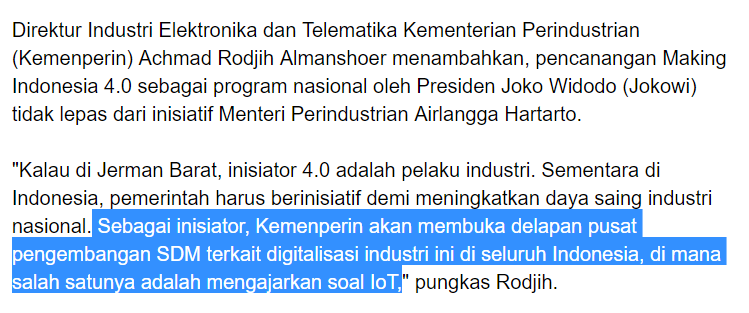 Direktur Industri Elektronika dan Telematika Kementerian Perindustrian
(Kemenperin) Achmad Rodjih Almanshoer menambahkan, pencanangan Making
Indonesia 4.0 sebagai program nasional oleh Presiden Joko Widodo (Jokowi)
tidak lepas dari inisiatif Menteri Perindustrian Airlangga Hartarto.
"Kalau di Jerman Barat, inisiator 4.0 adalah pelaku industri. Sementara di
Indonesia, pemerintah harus berinisiatif demi meningkatkan daya saing industri
nasional. Sebagai inisiator, Kemenperin akan membuka delapan pusat
pengembangan SDM terkait digitalisasi industri ini di seluruh Indonesia, di mana
salah satunya adalah mengajarkan soal IoT," pungkas Rodjih.